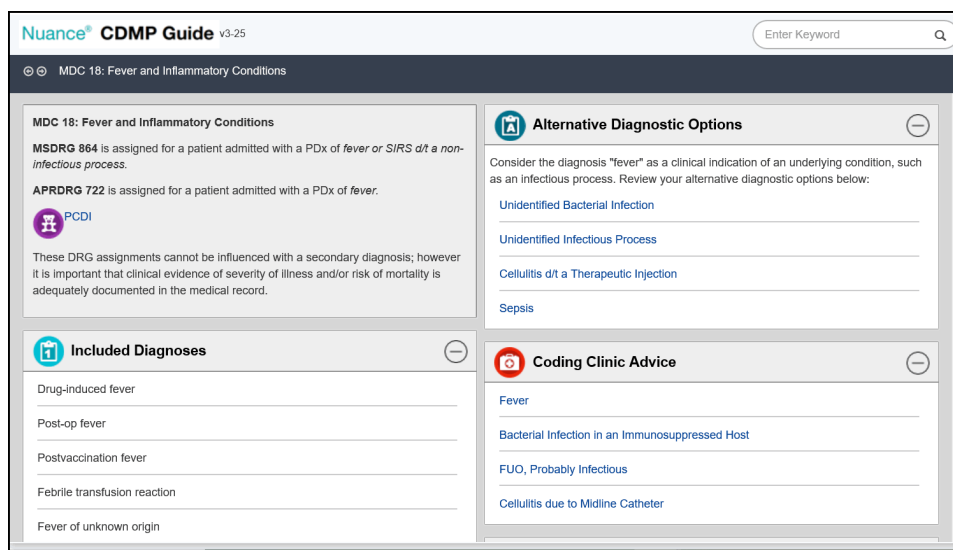 Nuance® CDMP Guide v3-25
Enter Keyword
MDC 18: Fever and Inflammatory Conditions
MDC 18: Fever and Inflammatory Conditions
MSDRG 864 is assigned for a patient admitted with a PDx of fever or SIRS d/t a non-
infectious process.
APRDRG 722 is assigned for a patient admitted with a PDx of fever.
PCDI
These DRG assignments cannot be influenced with a secondary diagnosis; however
it is important that clinical evidence of severity of illness and/or risk of mortality is
adequately documented in the medical record.
Included Diagnoses
Drug-induced fever
Post-op fever
Postvaccination fever
Febrile transfusion reaction
Fever of unknown origin
Alternative Diagnostic Options
Consider the diagnosis "fever" as a clinical indication of an underlying condition, such
as an infectious process. Review your alternative diagnostic options below:
Unidentified Bacterial Infection
Unidentified Infectious Process
Cellulitis d/t a Therapeutic Injection
Sepsis
Coding Clinic Advice
Fever
Bacterial Infection in an Immunosuppressed Host
FUO, Probably Infectious
Cellulitis due to Midline Catheter